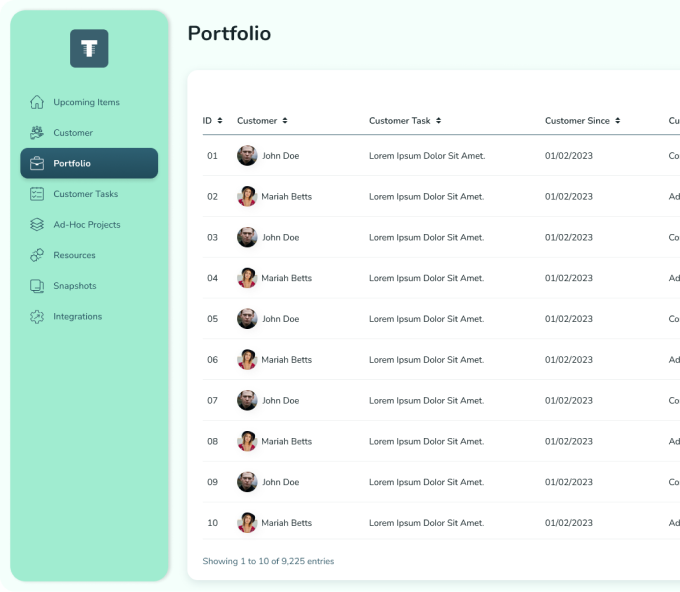 T
Upcoming Items
Customer
Portfolio
Customer Tasks
Ad-Hoc Projects
Resources
Snapshots
Integrations
Portfolio
ID Customer Customer Task Customer Since Cu
01 John Doe Lorem Ipsum Dolor Sit Amet. 01/02/2023 Co
02 Mariah Betts Lorem Ipsum Dolor Sit Amet. 01/02/2023 Ad
03 John Doe Lorem Ipsum Dolor Sit Amet. 01/02/2023 Co
04 Mariah Betts Lorem Ipsum Dolor Sit Amet. 01/02/2023 Ad
05 John Doe Lorem Ipsum Dolor Sit Amet. 01/02/2023 Co
06 Mariah Betts Lorem Ipsum Dolor Sit Amet. 01/02/2023 Ad
07 John Doe Lorem Ipsum Dolor Sit Amet. 01/02/2023 Co
08 Mariah Betts Lorem Ipsum Dolor Sit Amet. 01/02/2023 Ad
09 John Doe Lorem Ipsum Dolor Sit Amet. 01/02/2023 Co
10 Mariah Betts Lorem Ipsum Dolor Sit Amet. 01/02/2023 Ad
Showing 1 to 10 of 9,225 entries